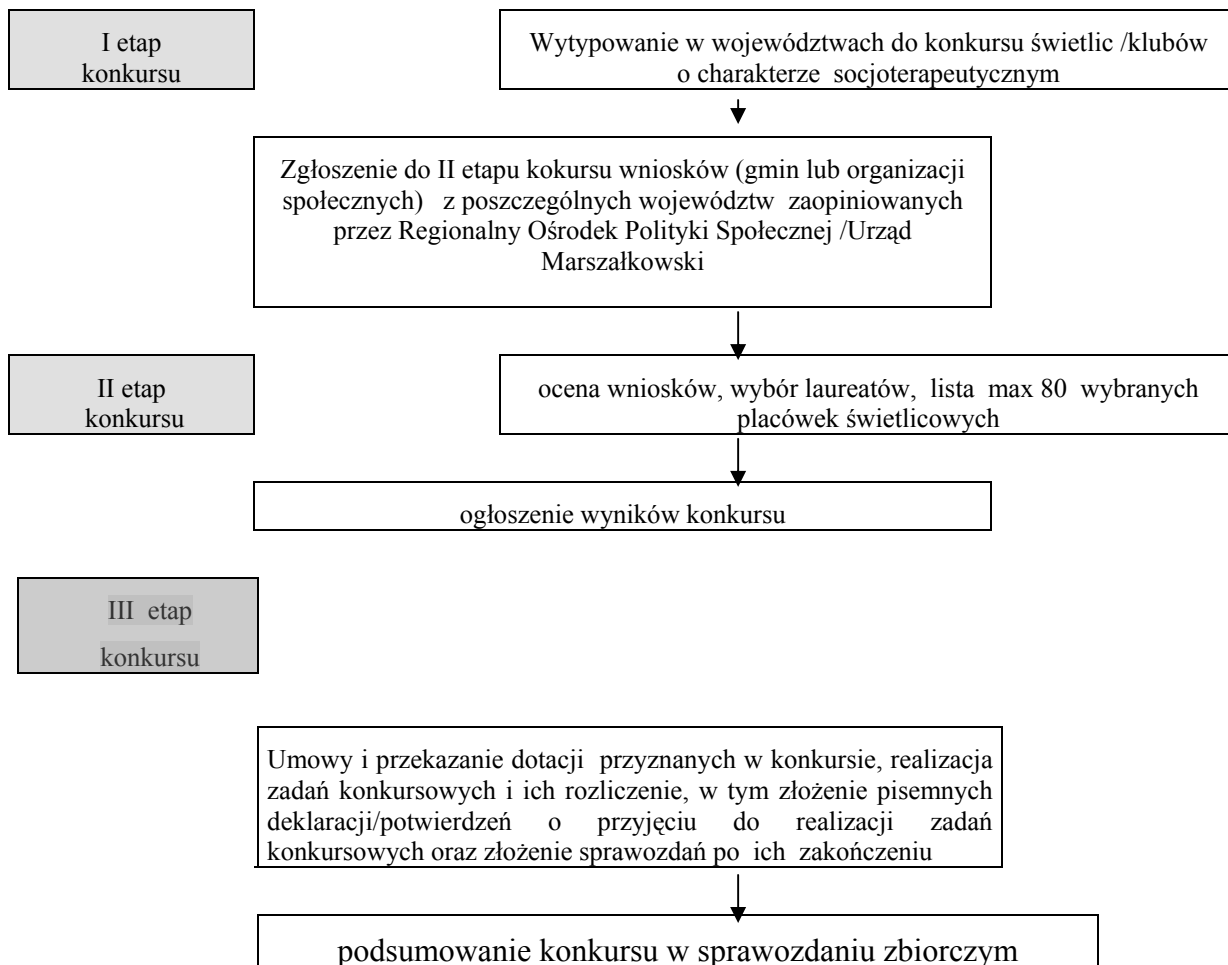 I etap
konkursu
Wytypowanie w województwach do konkursu świetlic /klubów
o charakterze socjoterapeutycznym
Zgłoszenie do II etapu kokursu wniosków (gmin lub organizacji
społecznych) z poszczególnych województw zaopiniowanych
przez Regionalny Ośrodek Polityki Społecznej /Urząd
Marszałkowski
II etap
konkursu
ocena wniosków, wybór laureatów, lista max 80 wybranych
placówek świetlicowych
ogłoszenie wyników konkursu
III etap
konkursu
Umowy i przekazanie dotacji przyznanych w konkursie, realizacja
zadań konkursowych i ich rozliczenie, w tym złożenie pisemnych
deklaracji/potwierdzeń o przyjęciu do realizacji zadań
konkursowych oraz złożenie sprawozdań po ich zakończeniu
podsumowanie konkursu w sprawozdaniu zbiorczym